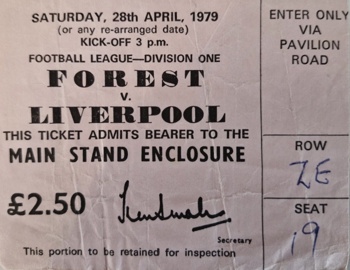 SATURDAY, 28th APRIL, 1979
(or any re-arranged date)
KICK-OFF 3 p.m.
FOOTBALL LEAGUE—DIVISION ONE
FOREST
V.
LIVERPOOL
THIS TICKET ADMITS BEARER TO THE
MAIN STAND ENCLOSURE
£2.50
Secretary
This portion to be retained for inspection
ENTER ONLY
VIA
PAVILION
ROAD
ROW
ZE
SEAT
19